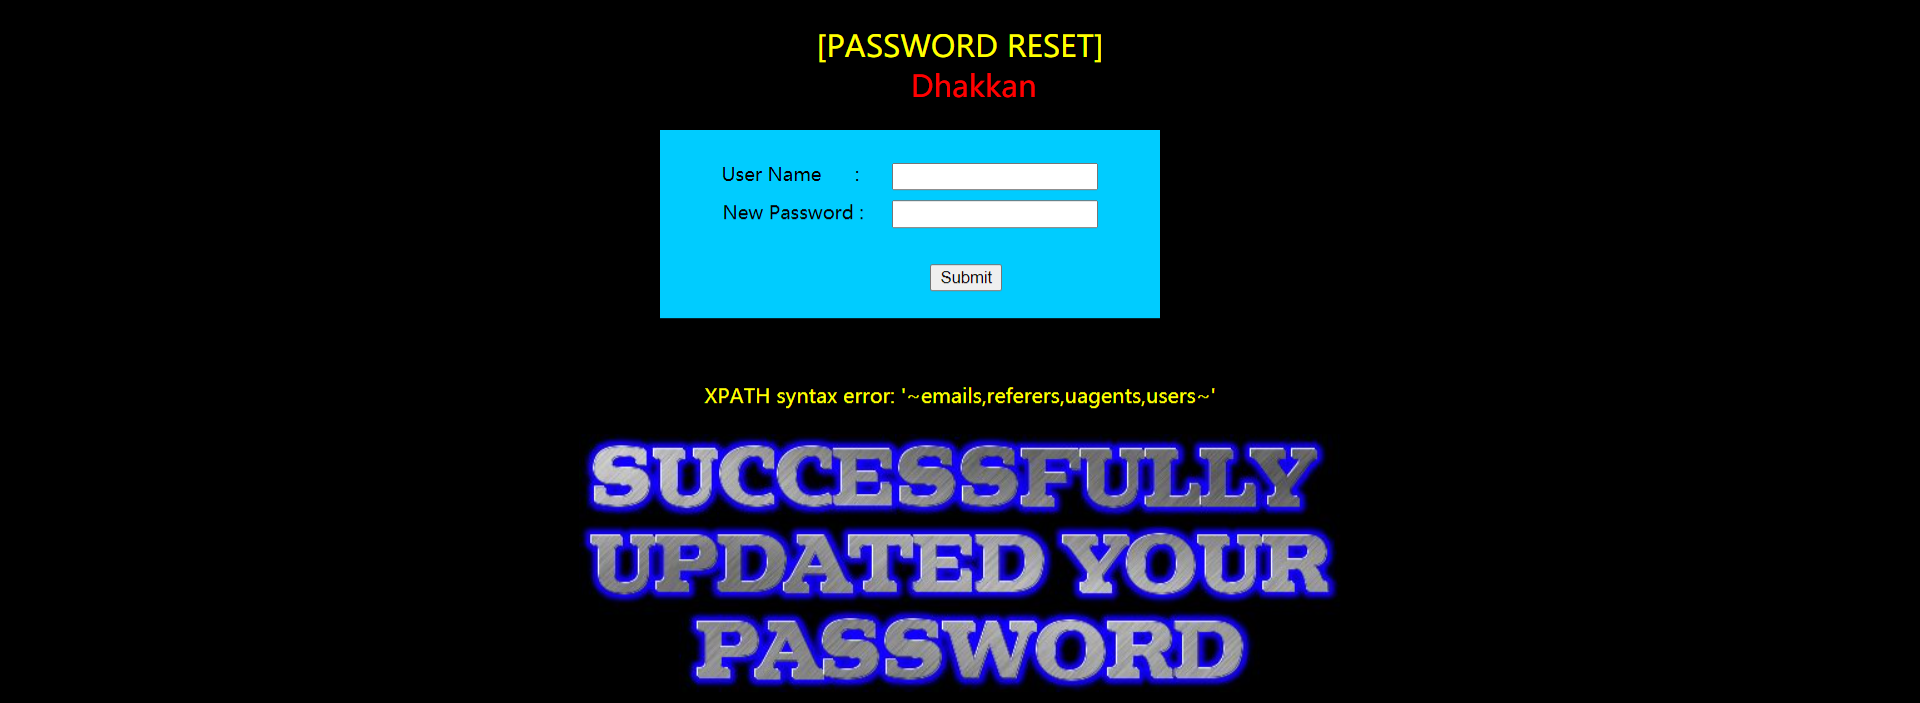 [PASSWORD RESET]
Dhakkan
User Name :
New Password :
Submit
XPATH syntax error: '~emails,referers,uagents,users~'
SUCCESSFULLY
UPDATED YOUR
PASSWORD